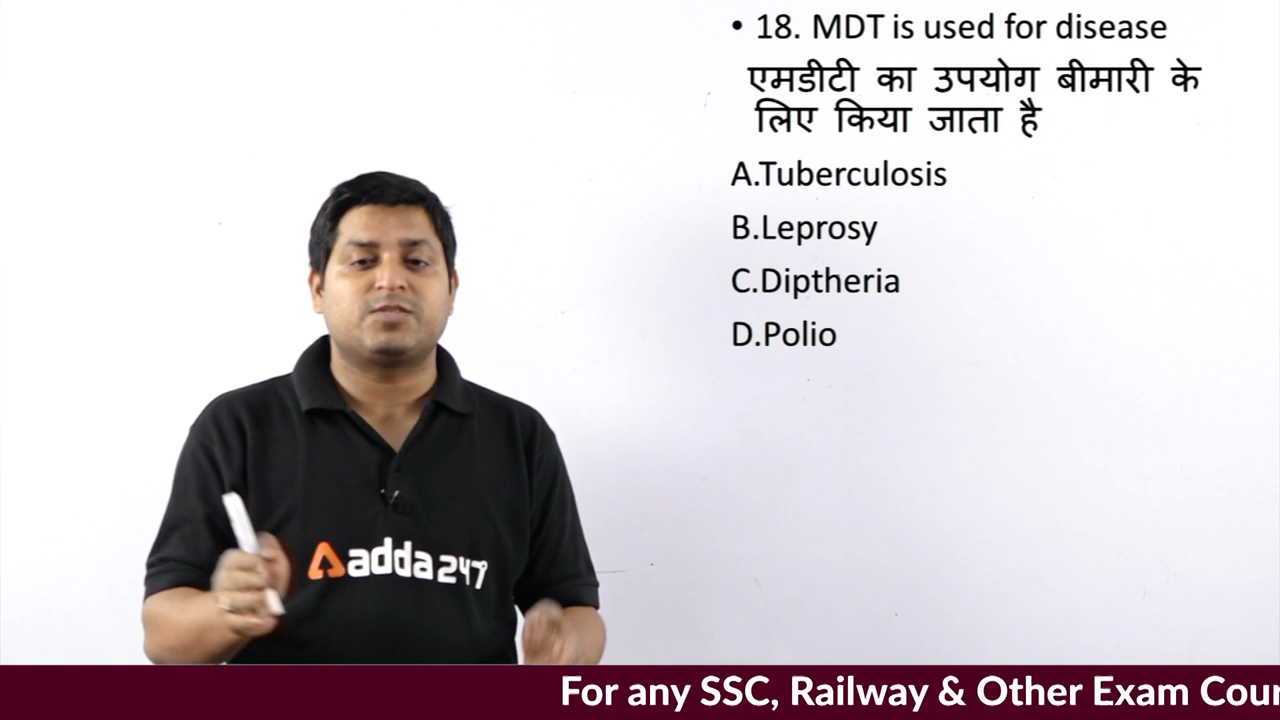 • 18. MDT is used for disease
एमडीटी का उपयोग बीमारी के
लिए किया जाता है
A.Tuberculosis
B.Leprosy
C.Diptheria
D.Polio
adda247
For any SSC, Railway & Other Exam Cour